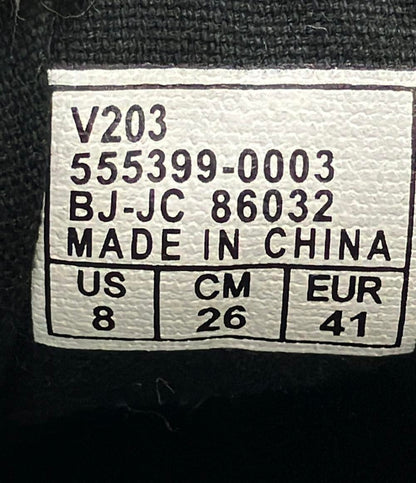 V203
555399-0003
BJ-JC 86032
MADE IN CHINA
US CM EUR
8 26 41